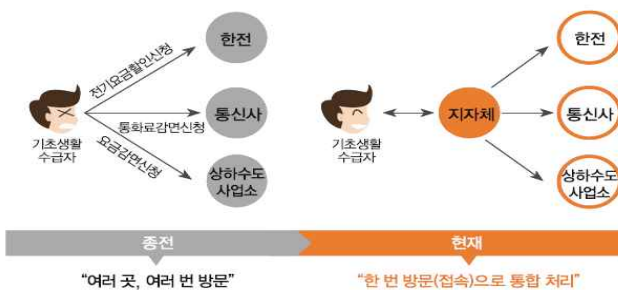 한전
전기요금할인신청
기초생활
수급자
통화료감면신청
통신사
요금감면신청
상하수도
사업소
종전
"여러 곳, 여러 번 방문"
한전
기초생활
수급자
지자체
통신사
상하수도
사업소
현재
"한 번 방문(접속)으로 통합 처리"